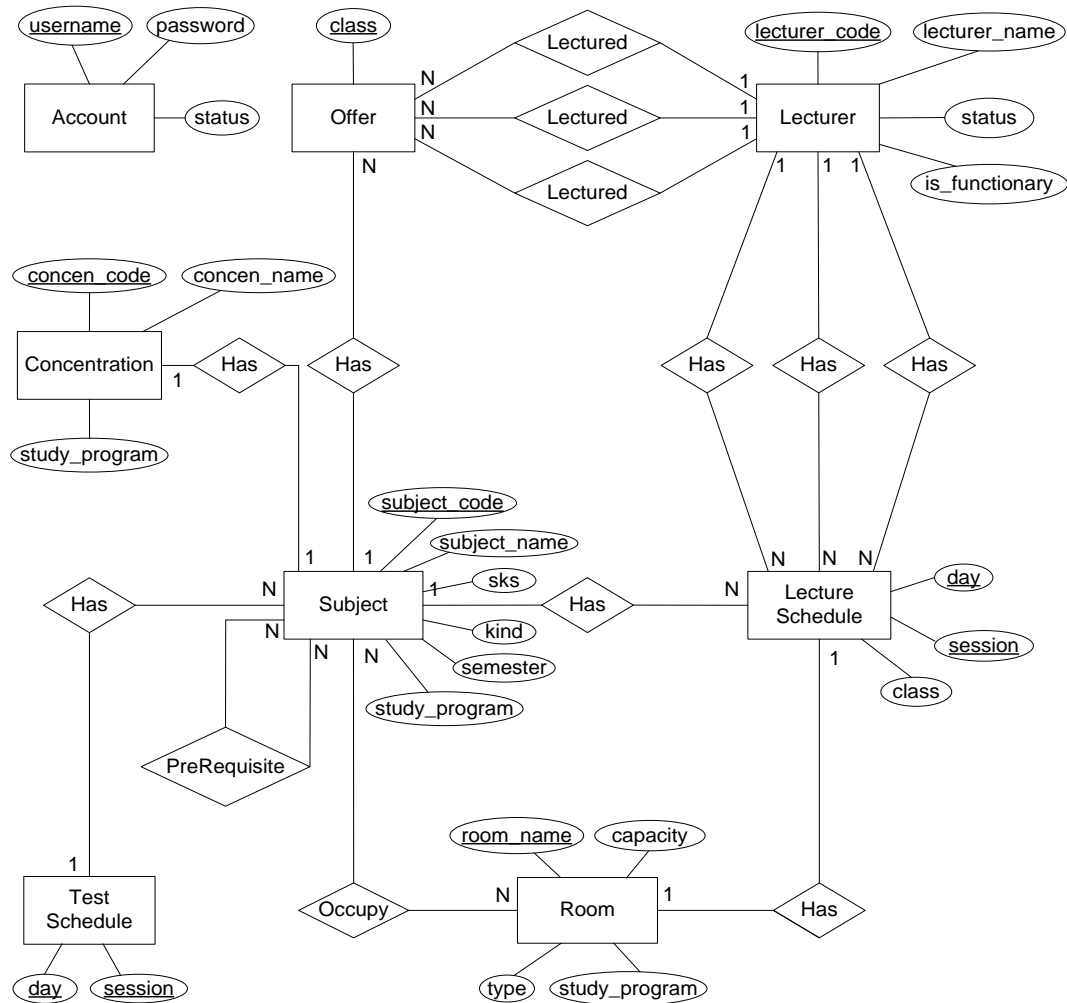 username
password
class
Lectured
lecturer_code
lecturer_name
N
1
Account
status
Offer
N
Lectured
1
Lecturer
status
N
1
Lectured
N
1
1
1
is_functionary
concen_code
concen_name
Concentration
1
Has
Has
Has
Has
Has
study_program
subject_code
subject_name
1
1
N
N
N
Has
N
Subject
1
sks
Has
N
Lecture
Schedule
day
N
kind
session
N
N
semester
1
class
study_program
PreRequisite
room_name
capacity
1
Test
Schedule
Occupy
N
Room
1
Has
day
session
type
study_program